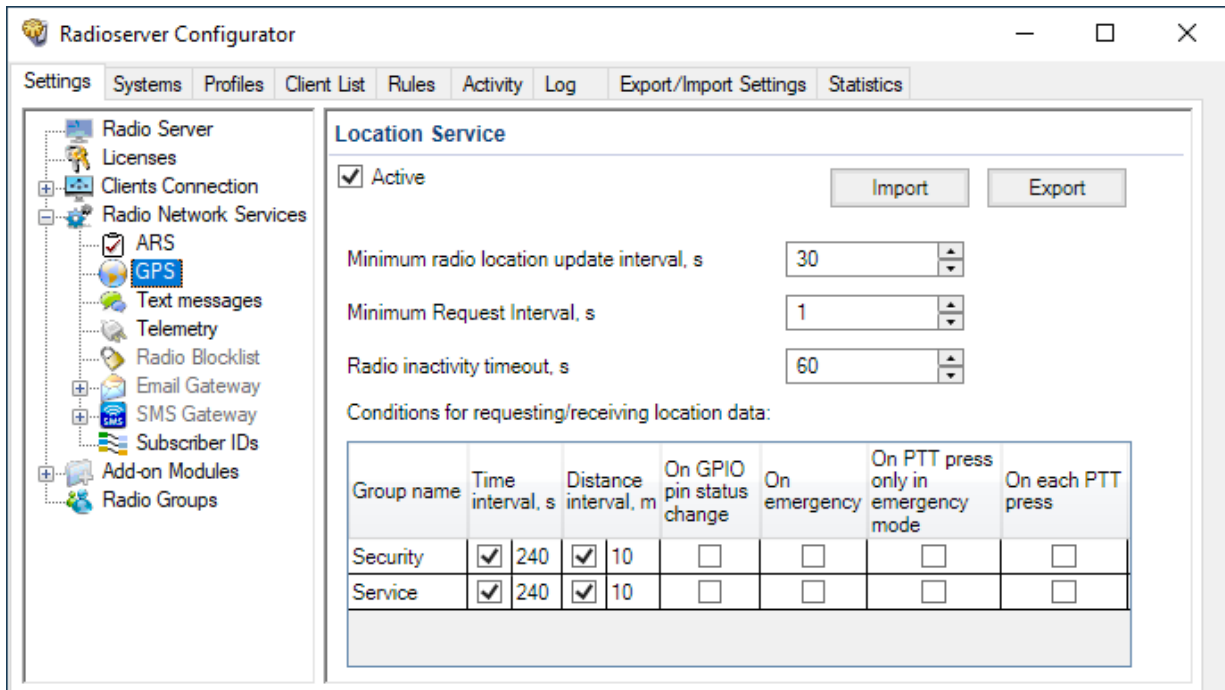 Radioserver Configurator
Settings Systems Profiles Client List Rules Activity Log Export/Import Settings Statistics
Radio Server
Licenses
Clients Connection
Radio Network Services
ARS
GPS
Text messages
Telemetry
Radio Blocklist
Email Gateway
SMS
SMS Gateway
Subscriber IDs
Add-on Modules
Radio Groups
Location Service
Active
Import Export
Minimum radio location update interval, s 30
Minimum Request Interval, s 1
Radio inactivity timeout, s 60
Conditions for requesting/receiving location data:
Group name
Time
interval, s
Distance
interval, m
On GPIO
pin status
change
On
emergency
On PTT press
only in
emergency
mode
On each PTT
press
Security 240 10
Service 240 10